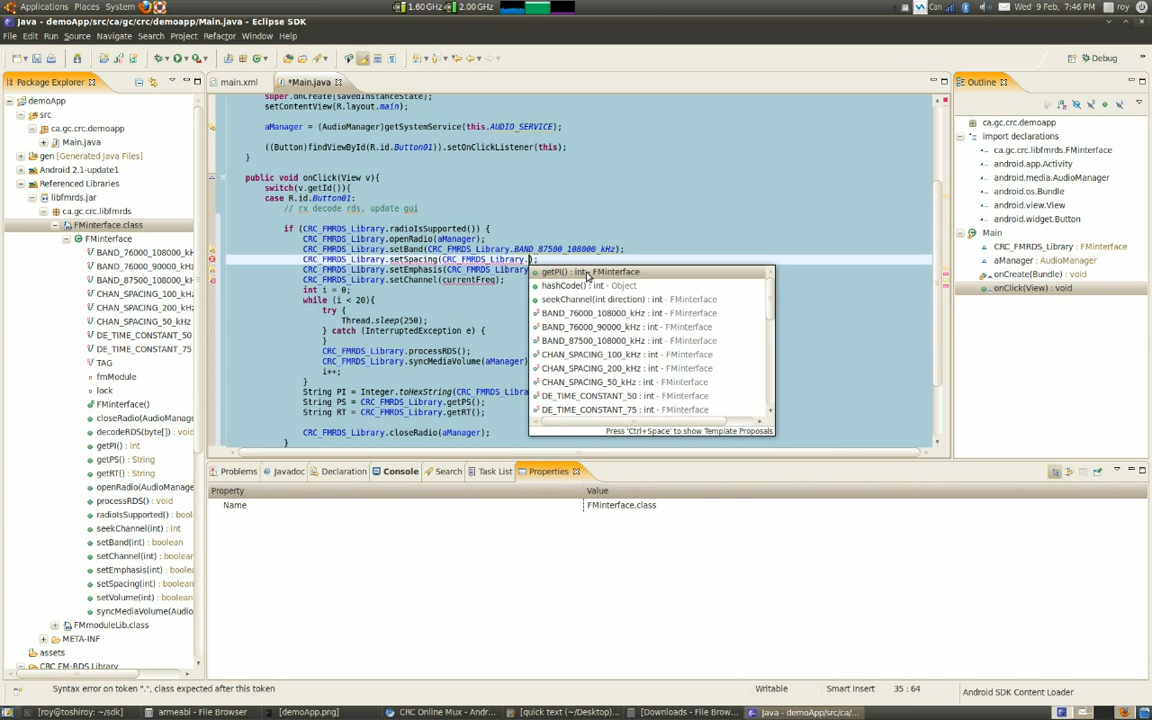 Applications Places System 1.60 GHz 2.00 GHz Can Wed 9 Feb, 7:46 PM roy
Java - demoApp/src/ca/gc/crc/demoapp/Main.java - Eclipse SDK
File Edit Run Source Navigate Search Project Refactor Window Help
Debug
Package Explorer
demoApp
src
ca.gc.crc.demoapp
Main.java
gen [Generated Java Files]
Android 2.1-update1
Referenced Libraries
libfmrds.jar
ca.gc.crc.libfmrds
FMinterface.class
FMinterface
BAND_76000_108000_kHz
BAND_76000_90000_kHz
BAND_87500_108000_kHz
CHAN_SPACING_100_kHz
CHAN_SPACING_200_kHz
CHAN_SPACING_50_kHz
DE_TIME_CONSTANT_50
DE_TIME_CONSTANT_75
TAG
fmModule
lock
FMinterface()
closeRadio(AudioManage
decodeRDS(byte[]) : voi
getPI() : int
getPS() : String
getRT() : String
openRadio(AudioManage
processRDS() : void
radioIsSupported() : boo
seekChannel(int) : int
setBand(int) : boolean
setChannel(int) : boolean
setEmphasis(int) : boolea
setSpacing(int) : boolean
setVolume(int) : boolean
syncMediaVolume(Audio
FMmoduleLib.class
META-INF
assets
CRC FM-RDS Library
main.xml *Main.java
super.onCreate(savedInstanceState);
setContentView(R.layout.main);
aManager = (AudioManager)getSystemService(this.AUDIO_SERVICE);
((Button)findViewById(R.id.Button01)).setOnClickListener(this);
}
public void onClick(View v){
switch(v.getId()){
case R.id.Button01:
// rx decode rds, update gui
if (CRC_FMRDS_Library.radioIsSupported()) {
CRC_FMRDS_Library.openRadio(aManager);
CRC_FMRDS_Library.setBand(CRC_FMRDS_Library.BAND_87500_108000_kHz);
CRC_FMRDS_Library.setSpacing(CRC_FMRDS_Library.);
CRC_FMRDS_Library.setEmphasis(CRC_FMRDS_Library
CRC_FMRDS_Library.setChannel(currentFreq);
int i = 0;
while (i < 20){
try {
Thread.sleep(250);
} catch (InterruptedException e) {
}
CRC_FMRDS_Library.processRDS();
CRC_FMRDS_Library.syncMediaVolume(aManager)
i++;
}
String PI = Integer.toHexString(CRC_FMRDS_Libra
String PS = CRC_FMRDS_Library.getPS();
String RT = CRC_FMRDS_Library.getRT();
CRC_FMRDS_Library.closeRadio(aManager);
}
getPI() : int - FMinterface
hashCode() : int - Object
seekChannel(int direction) : int - FMinterface
BAND_76000_108000_kHz : int - FMinterface
BAND_76000_90000_kHz : int - FMinterface
BAND_87500_108000_kHz : int - FMinterface
CHAN_SPACING_100_kHz : int - FMinterface
CHAN_SPACING_200_kHz : int - FMinterface
CHAN_SPACING_50_kHz : int - FMinterface
DE_TIME_CONSTANT_50 : int - FMinterface
DE_TIME_CONSTANT_75 : int - FMinterface
Press 'Ctrl+Space' to show Template Proposals
Outline
ca.gc.crc.demoapp
import declarations
ca.gc.crc.libfmrds.FMinterface
android.app.Activity
android.media.AudioManager
android.os.Bundle
android.view.View
android.widget.Button
Main
CRC_FMRDS_Library : FMinterface
aManager : AudioManager
onCreate(Bundle) : void
onClick(View) : void
Problems Javadoc Declaration Console Search Task List Properties
Property Value
Name FMinterface.class
Syntax error on token ".", class expected after this token Writable Smart Insert 35 : 64 Android SDK Content Loader
[roy@toshiroy: ~/sdk] armeabi - File Browser [demoApp.png] CRC Online Mux - Andr... *quick text (~/Desktop)... [Downloads - File Brow... Java - demoApp/src/ca/...